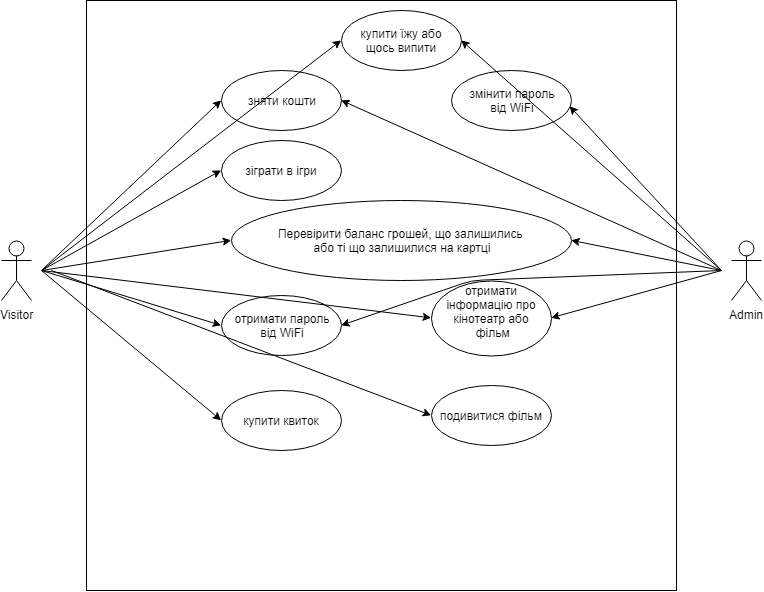 купити їжу або
щось випити
зняти кошти
змінити пароль
від WiFi
зіграти в ігри
Перевірити баланс грошей, що залишились
або ті що залишилися на картці
Visitor
Admin
отримати пароль
від WiFi
отримати
інформацію про
кінотеатр або
фільм
купити квиток
подивитися фільм